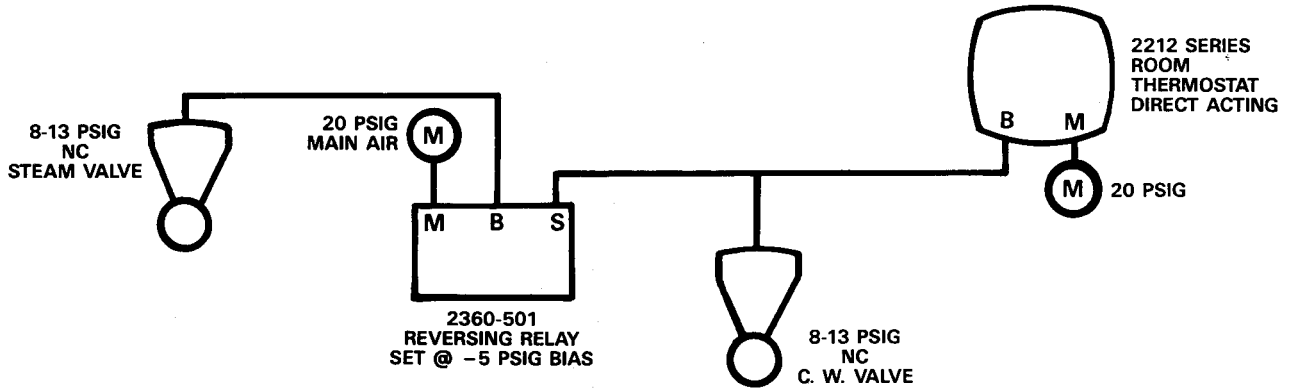 8-13 PSIG
NC
STEAM VALVE
20 PSIG
MAIN AIR
M
M
B
S
2360-501
REVERSING RELAY
SET @ −5 PSIG BIAS
8-13 PSIG
NC
C. W. VALVE
B
M
M
20 PSIG
2212 SERIES
ROOM
THERMOSTAT
DIRECT ACTING